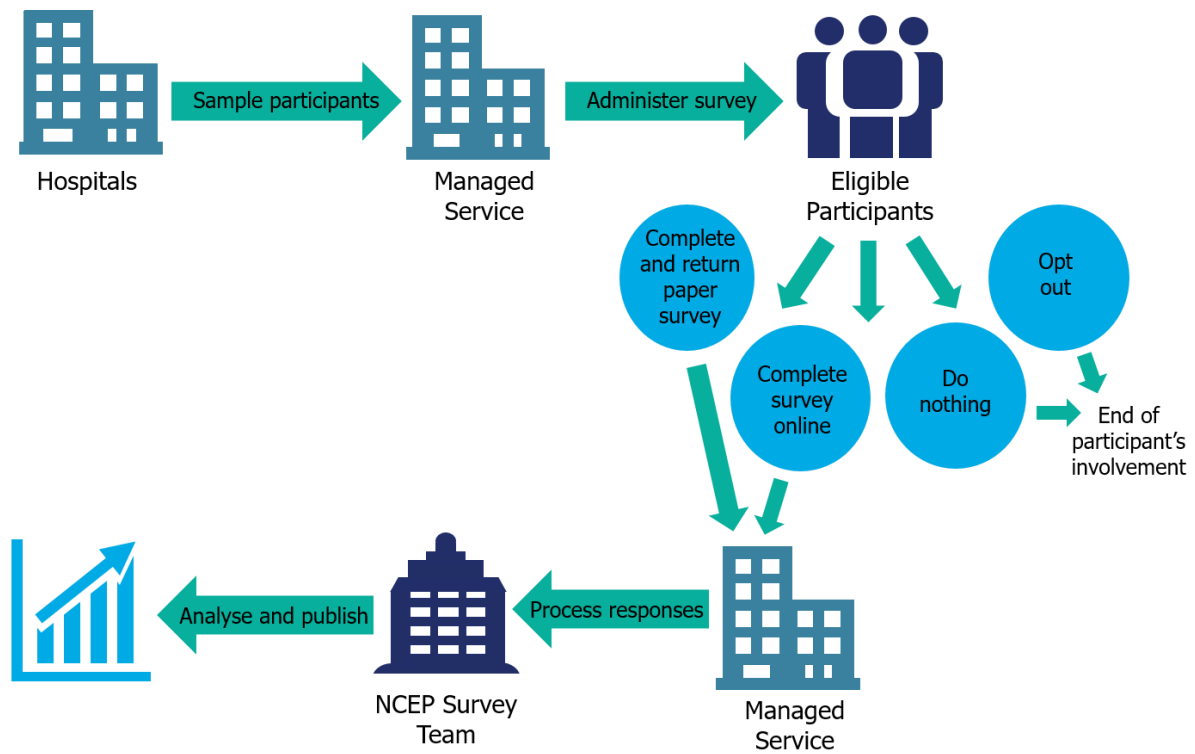 Sample participants
Administer survey
Hospitals
Managed
Service
Eligible
Participants
Complete
and return
paper
survey
Opt
out
Complete
survey
online
Do
nothing
End of
participant’s
involvement
Process responses
Analyse and publish
NCEP Survey
Team
Managed
Service